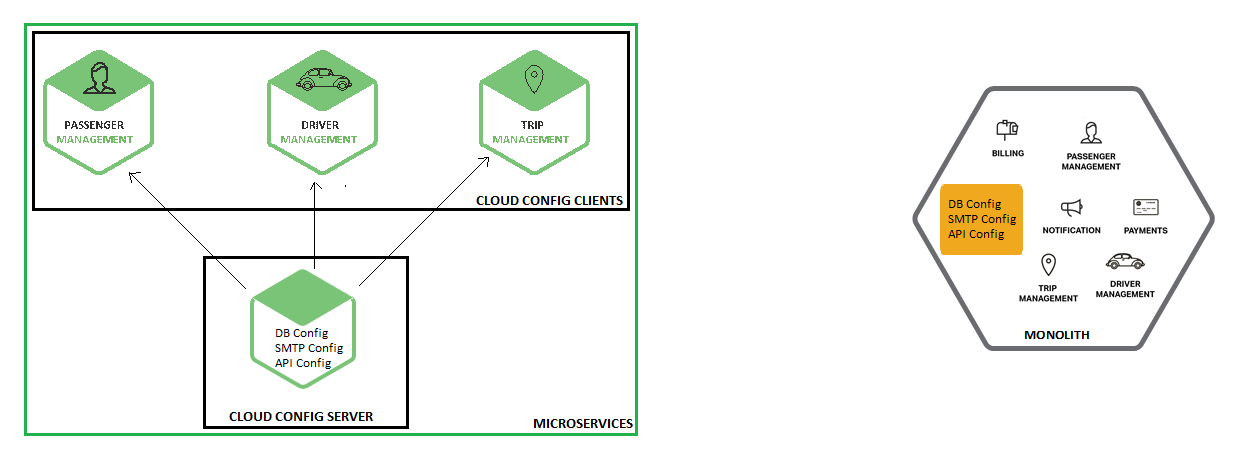 PASSENGER
MANAGEMENT
DRIVER
MANAGEMENT
TRIP
MANAGEMENT
CLOUD CONFIG CLIENTS
DB Config
SMTP Config
API Config
CLOUD CONFIG SERVER
MICROSERVICES
BILLING
PASSENGER
MANAGEMENT
DB Config
SMTP Config
API Config
NOTIFICATION
PAYMENTS
TRIP
MANAGEMENT
DRIVER
MANAGEMENT
MONOLITH